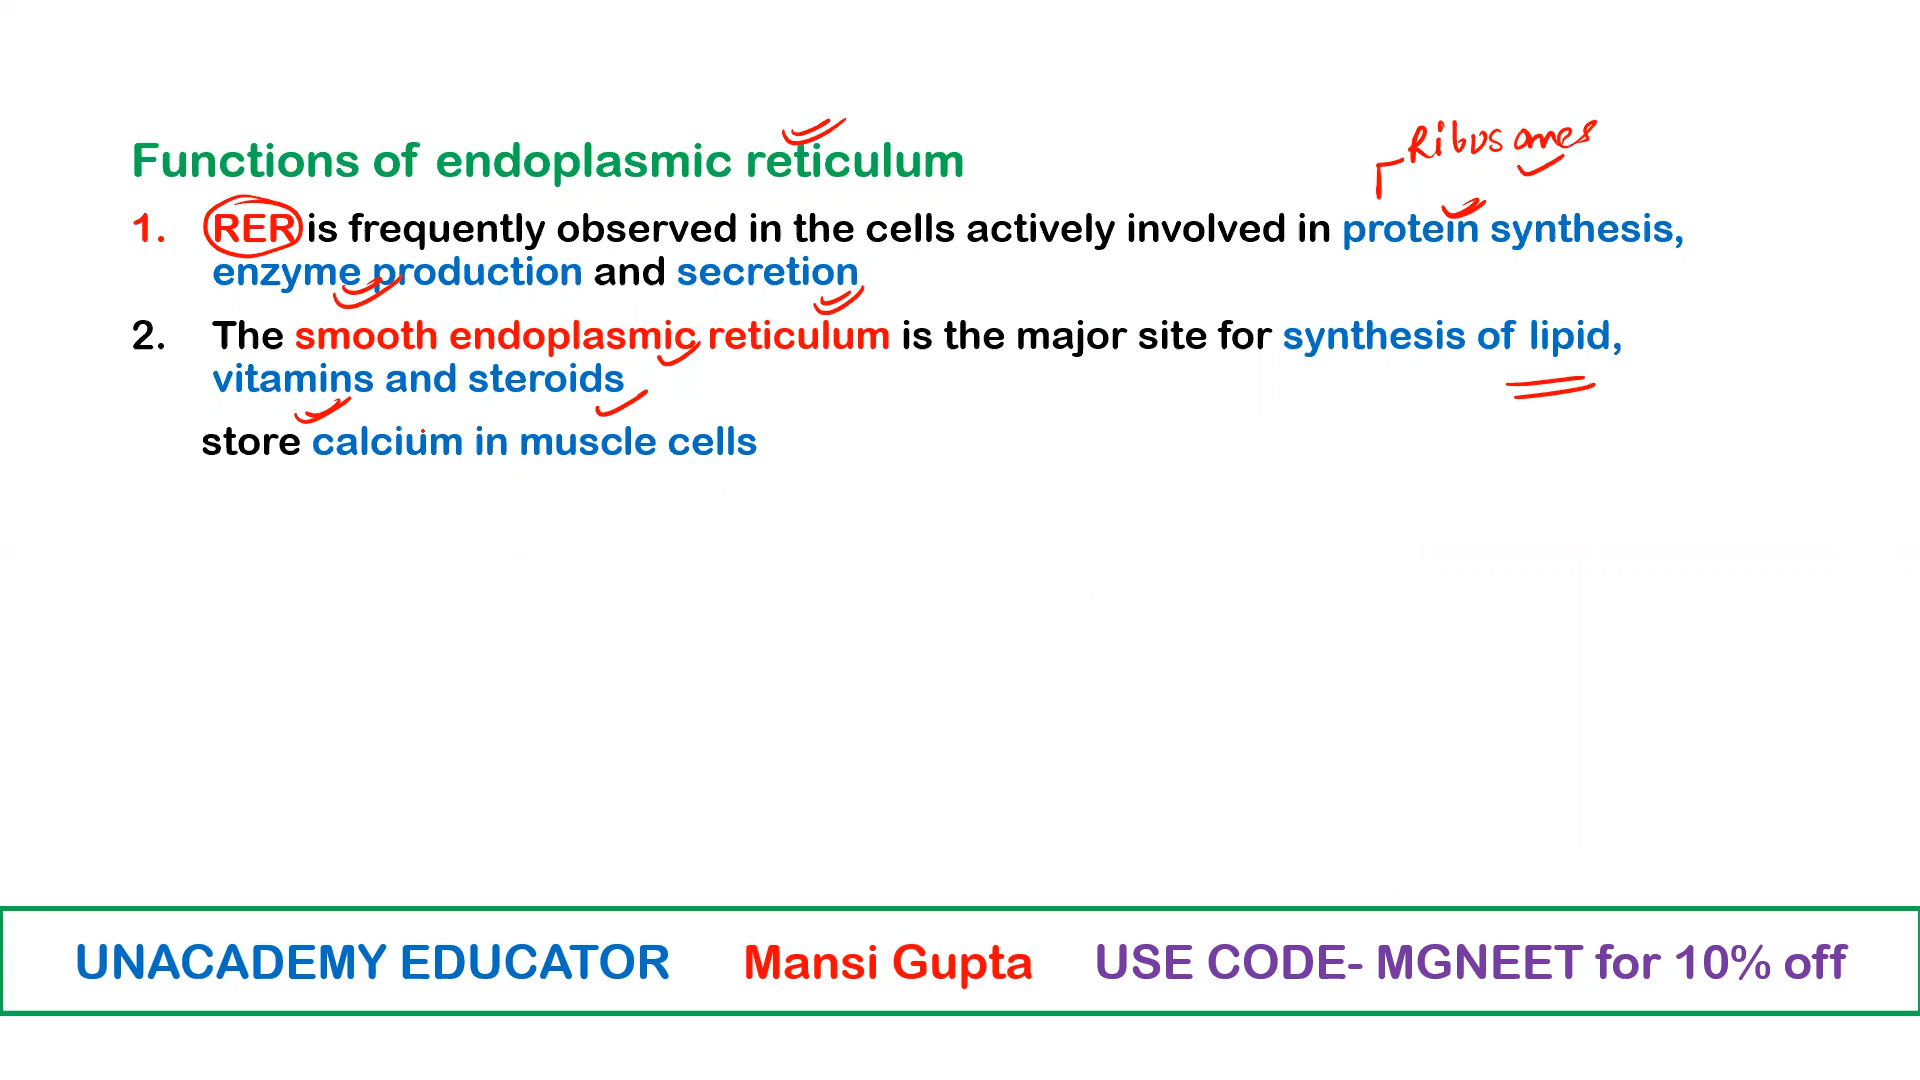 Ribosomes
Functions of endoplasmic reticulum
1. RER is frequently observed in the cells actively involved in protein synthesis,
enzyme production and secretion
2. The smooth endoplasmic reticulum is the major site for synthesis of lipid,
vitamins and steroids
store calcium in muscle cells
UNACADEMY EDUCATOR Mansi Gupta USE CODE- MGNEET for 10% off